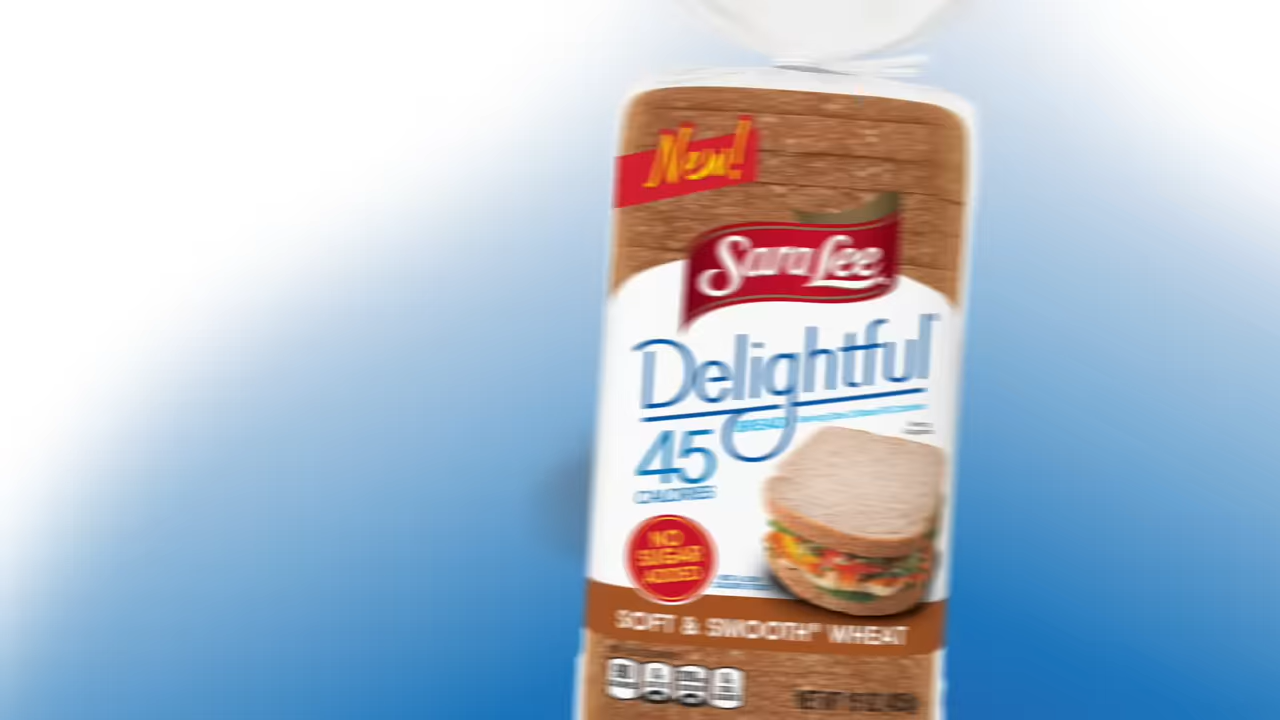 New!
Sara Lee
Delightful
45
CALORIES
NO
SUGAR
ADDED
SOFT & SMOOTH® WHEAT